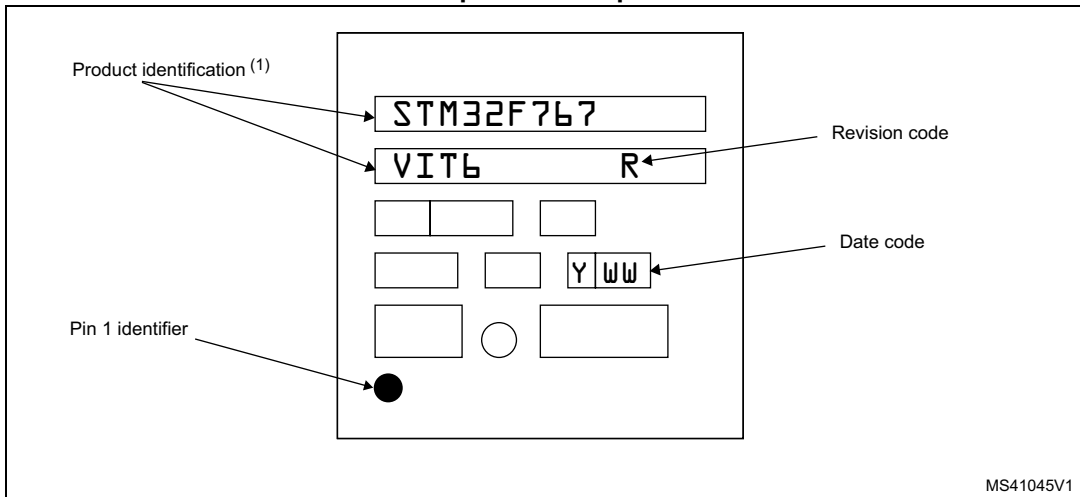 Product identification (1)
STM32F767
Revision code
VIT6 R
Date code
Y WW
Pin 1 identifier
MS41045V1